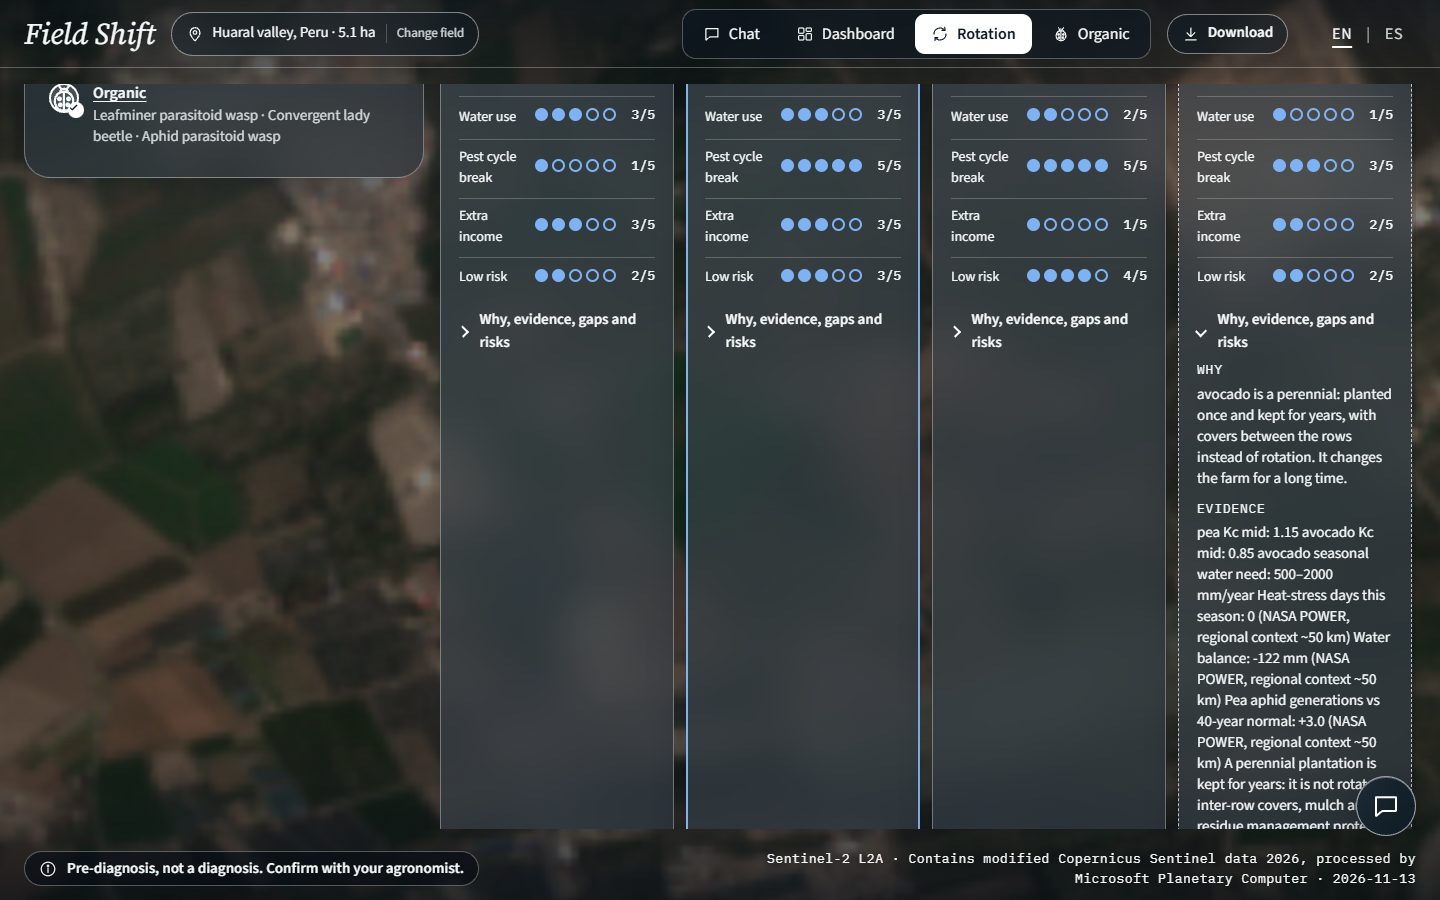 Field Shift
Huaral valley, Peru · 5.1 ha
Change field
Chat
Dashboard
Rotation
Organic
Download
EN | ES
Organic
Leafminer parasitoid wasp · Convergent lady
beetle · Aphid parasitoid wasp
Water use 3/5
Pest cycle
break 1/5
Extra
income 3/5
Low risk 2/5
Why, evidence, gaps and
risks
Water use 3/5
Pest cycle
break 5/5
Extra
income 3/5
Low risk 3/5
Why, evidence, gaps and
risks
Water use 2/5
Pest cycle
break 5/5
Extra
income 1/5
Low risk 4/5
Why, evidence, gaps and
risks
Water use 1/5
Pest cycle
break 3/5
Extra
income 2/5
Low risk 2/5
Why, evidence, gaps and
risks
WHY
avocado is a perennial: planted
once and kept for years, with
covers between the rows
instead of rotation. It changes
the farm for a long time.
EVIDENCE
pea Kc mid: 1.15 avocado Kc
mid: 0.85 avocado seasonal
water need: 500–2000
mm/year Heat-stress days this
season: 0 (NASA POWER,
regional context ~50 km) Water
balance: -122 mm (NASA
POWER, regional context ~50
km) Pea aphid generations vs
40-year normal: +3.0 (NASA
POWER, regional context ~50
km) A perennial plantation is
kept for years: it is not
inter-row covers, mulch
residue management
Pre-diagnosis, not a diagnosis. Confirm with your agronomist.
Sentinel-2 L2A · Contains modified Copernicus Sentinel data 2026, processed by
Microsoft Planetary Computer · 2026-11-13